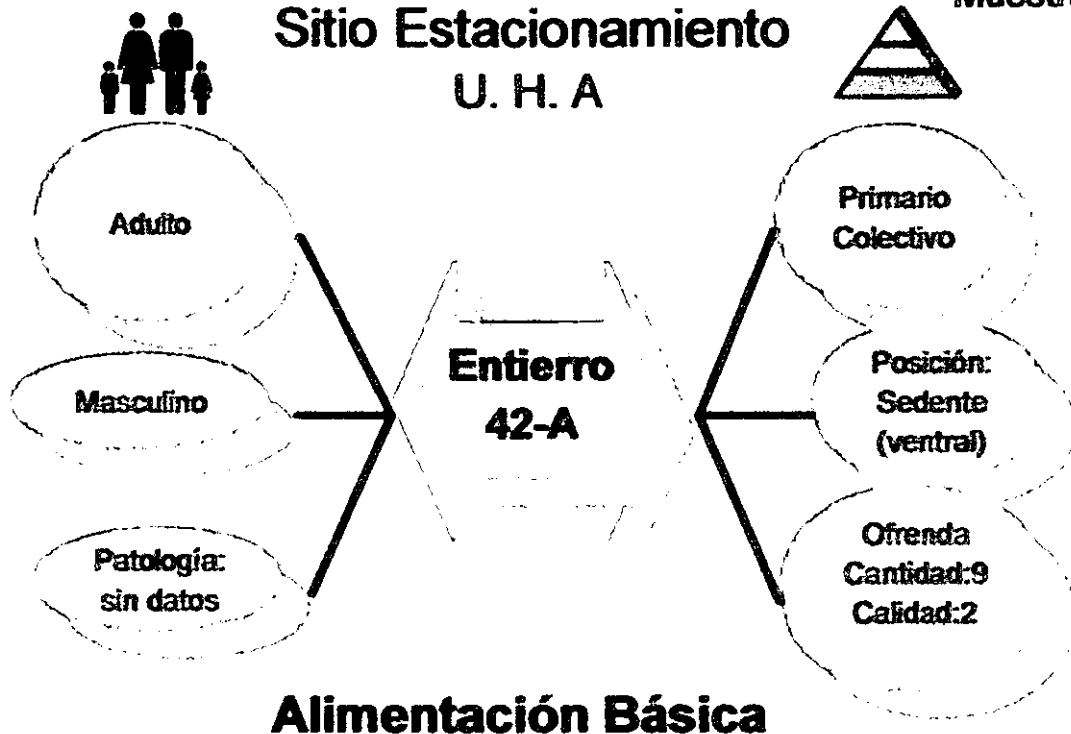 Sitio Estacionamiento
U. H. A
Adulto
Masculino
Patología:
sin datos
Entierro
42-A
Primario
Colectivo
Posición:
Sedente
(ventral)
Ofrenda
Cantidad:9
Calidad:2
Alimentación Básica